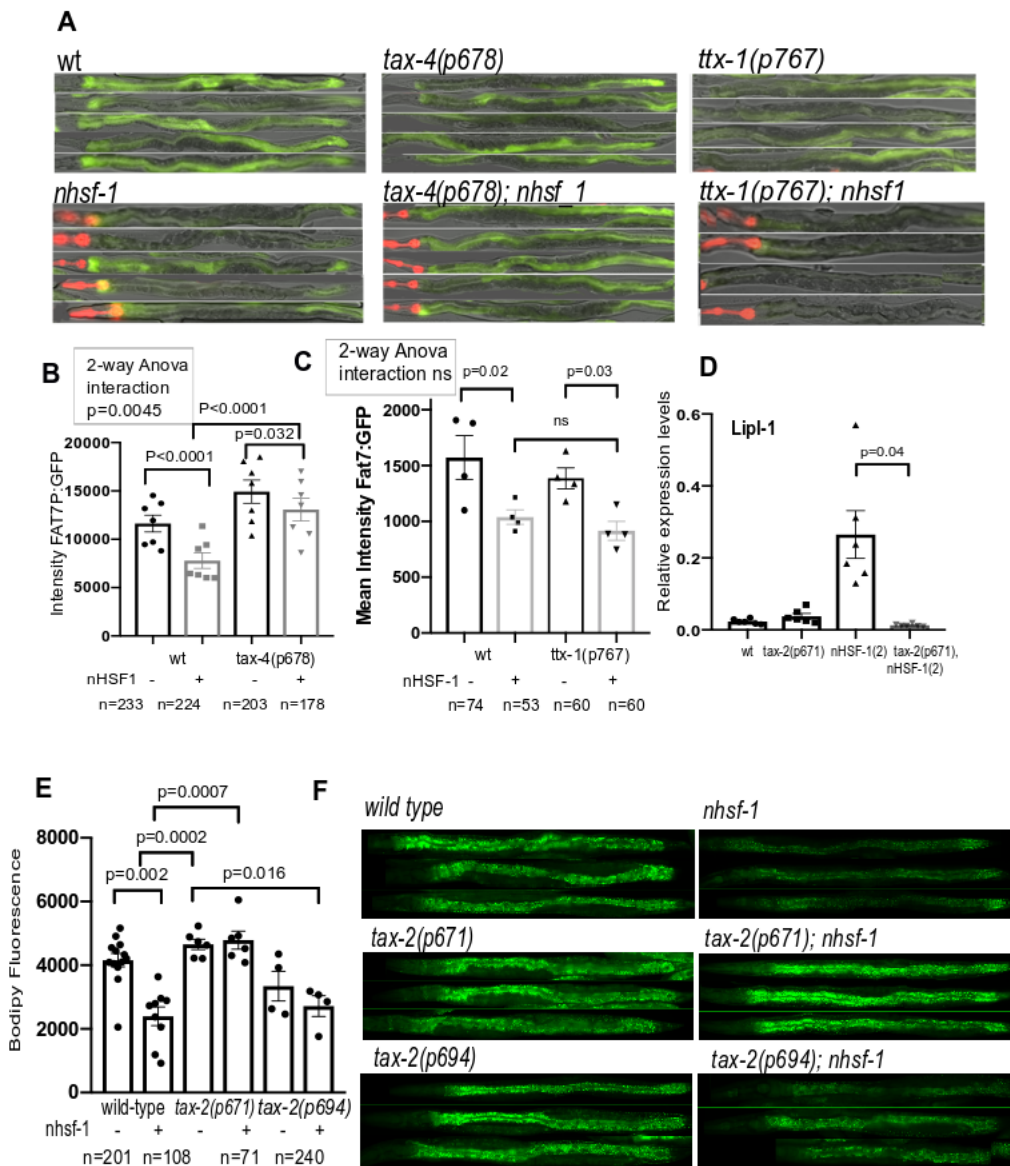 A
wt
tax-4(p678)
ttx-1(p767)
nhsf-1
tax-4(p678); nhsf_1
ttx-1(p767); nhsf1
B
2-way Anova
interaction
p=0.0045
P<0.0001
P<0.0001
p=0.032
20000
15000
10000
5000
0
Intensity FAT7P:GFP
wt
tax-4(p678)
nHSF1
-
+
-
+
n=233
n=224
n=203
n=178
C
2-way Anova
interaction ns
p=0.02
p=0.03
ns
2000
1500
1000
500
0
Mean Intensity Fat7:GFP
wt
ttx-1(p767)
nHSF-1
-
+
-
+
n=74
n=53
n=60
n=60
D
Lipl-1
p=0.04
0.6
0.4
0.2
0.0
Relative expression levels
wt
tax-2(p671)
nHSF-1(2)
tax-2(p671),
nHSF-1(2)
E
p=0.0007
p=0.0002
p=0.002
p=0.016
8000
6000
4000
2000
0
Bodipy Fluorescence
wild-type
tax-2(p671)
tax-2(p694)
nhsf-1
-
+
-
+
-
+
n=201
n=108
n=71
n=240
F
wild type
nhsf-1
tax-2(p671)
tax-2(p671); nhsf-1
tax-2(p694)
tax-2(p694); nhsf-1